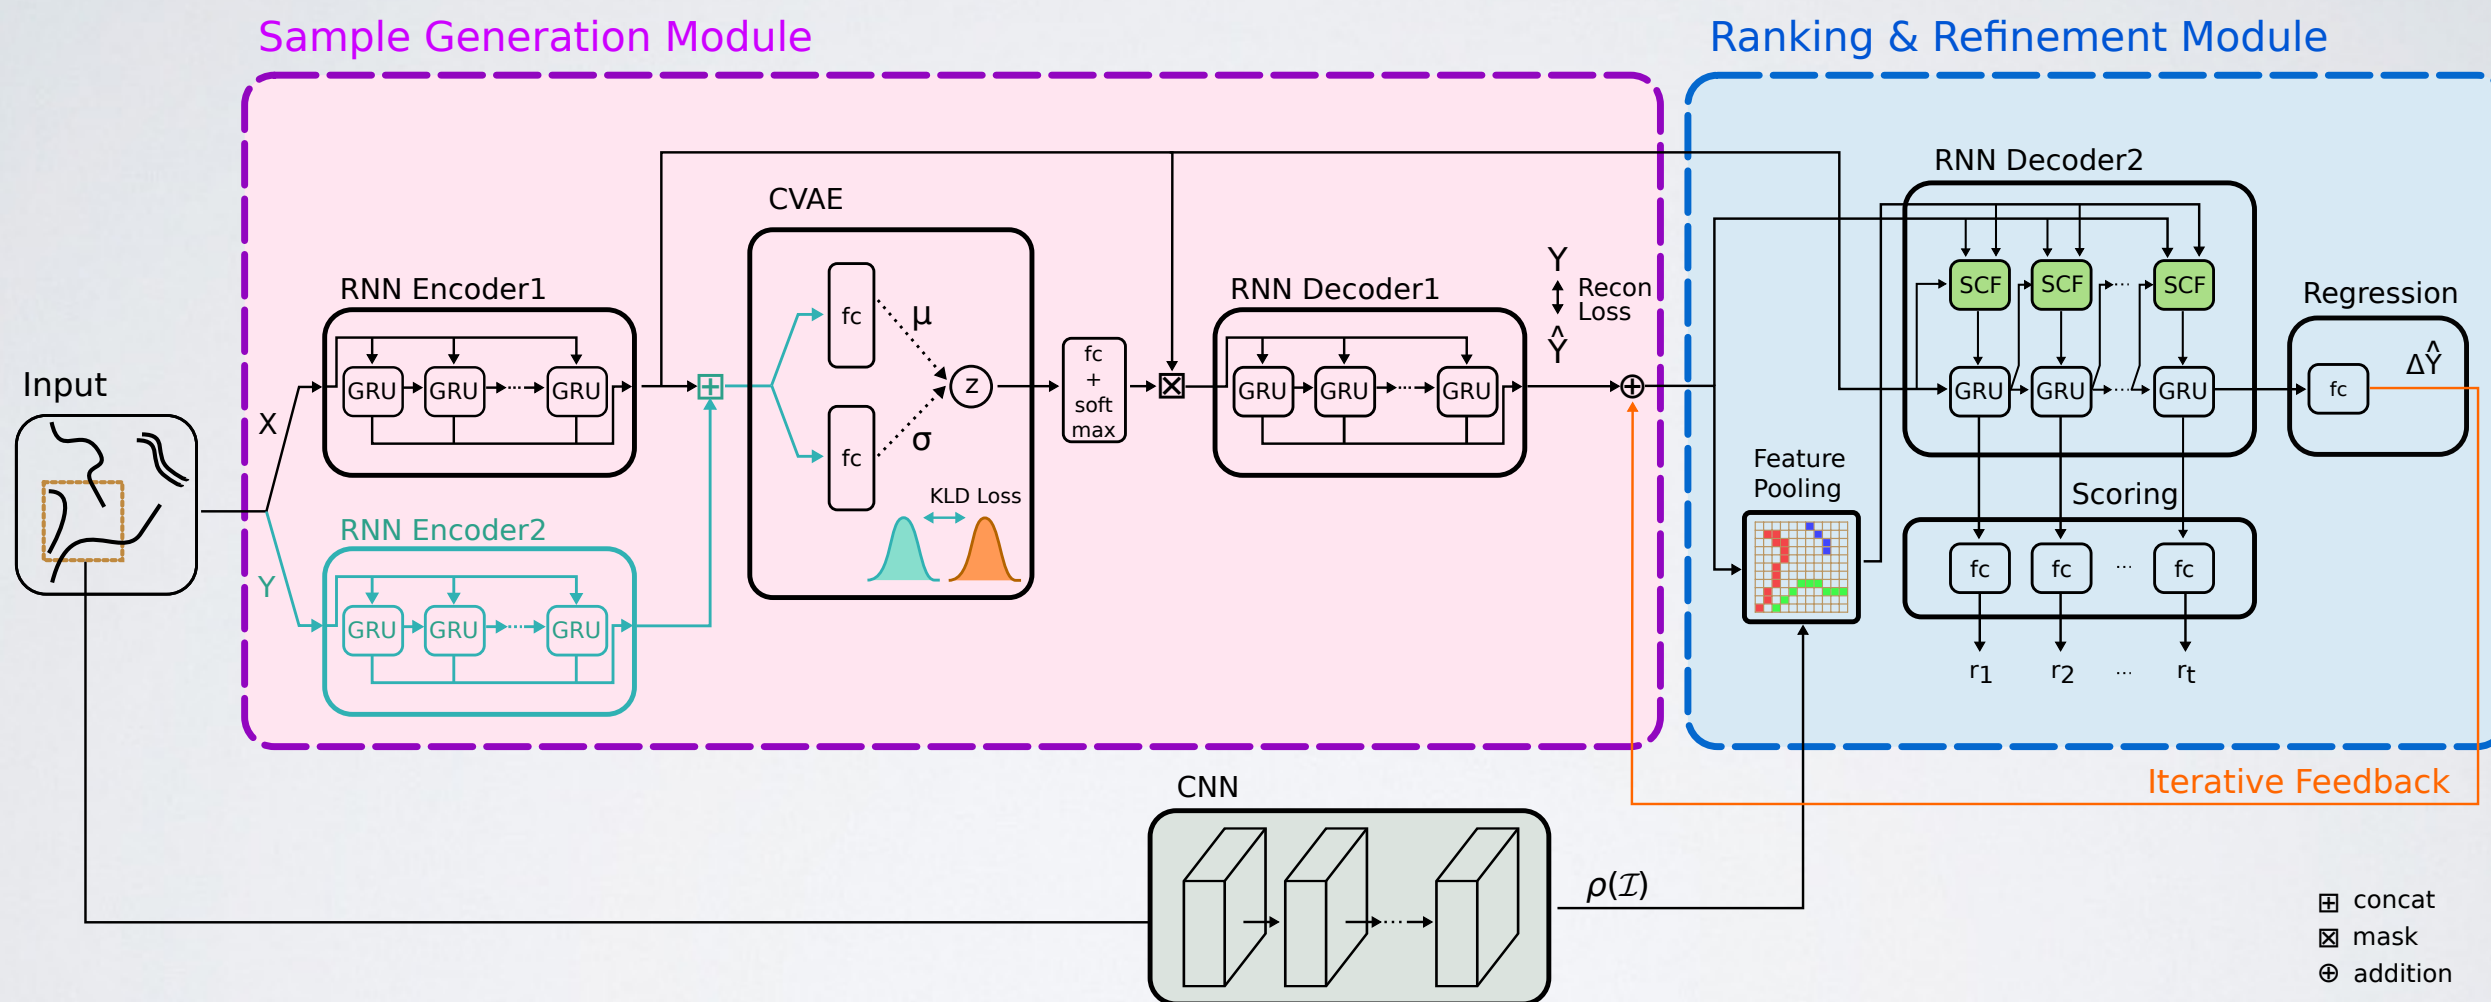 Sample Generation Module
Ranking & Refinement Module
RNN Decoder2
CVAE
Y
Recon
Loss
Ŷ
RNN Encoder1
RNN Decoder1
SCF
SCF
...
SCF
Regression
fc
μ
fc
+
soft
max
ΔŶ
Input
X
GRU
GRU
...
GRU
z
GRU
GRU
...
GRU
GRU
GRU
...
GRU
fc
σ
fc
Feature
Pooling
KLD Loss
Scoring
RNN Encoder2
Y
GRU
GRU
...
GRU
fc
fc
...
fc
r1
r2
...
rt
Iterative Feedback
CNN
...
ρ(ℐ)
⊞ concat
⊠ mask
⊕ addition